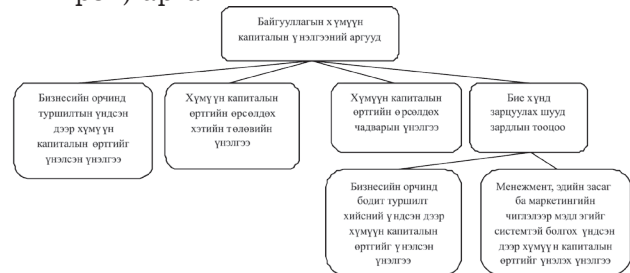 Байгууллагын хүмүүн
капиталын үнэлгээний аргууд
Бизнесийн орчинд
туршилтын үндсэн
дээр хүмүүн
капиталын өртгийг
үнэлсэн үнэлгээ
Хүмүүн капиталын
өртгийн өрсөлдөх
хэтийн төлөвийн
үнэлгээ
Хүмүүн капиталын
өртгийн өрсөлдөх
чадварын үнэлгээ
Бие хүнд
зарцуулах шууд
зардлын тооцоо
Бизнесийн орчинд
бодит туршилт
хийсний үндсэн дээр
хүмүүн капиталын
өртгийг үнэлсэн
үнэлгээ
Менежмент, эдийн засаг
ба маркетингийн
чиглэлээр мэдл эгийг
системтэй болгох үндсэн
дээр хүмүүн капиталын
өртгийг үнэлэх үнэлгээ